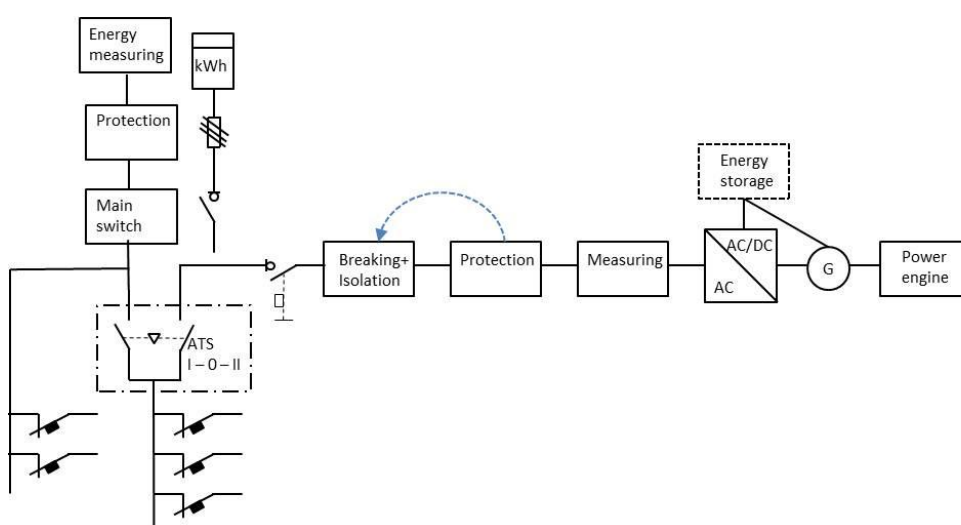 Energy
measuring
kWh
Protection
Main
switch
ATS
I – 0 – II
Breaking+
Isolation
Protection
Measuring
Energy
storage
AC/DC
AC
G
Power
engine